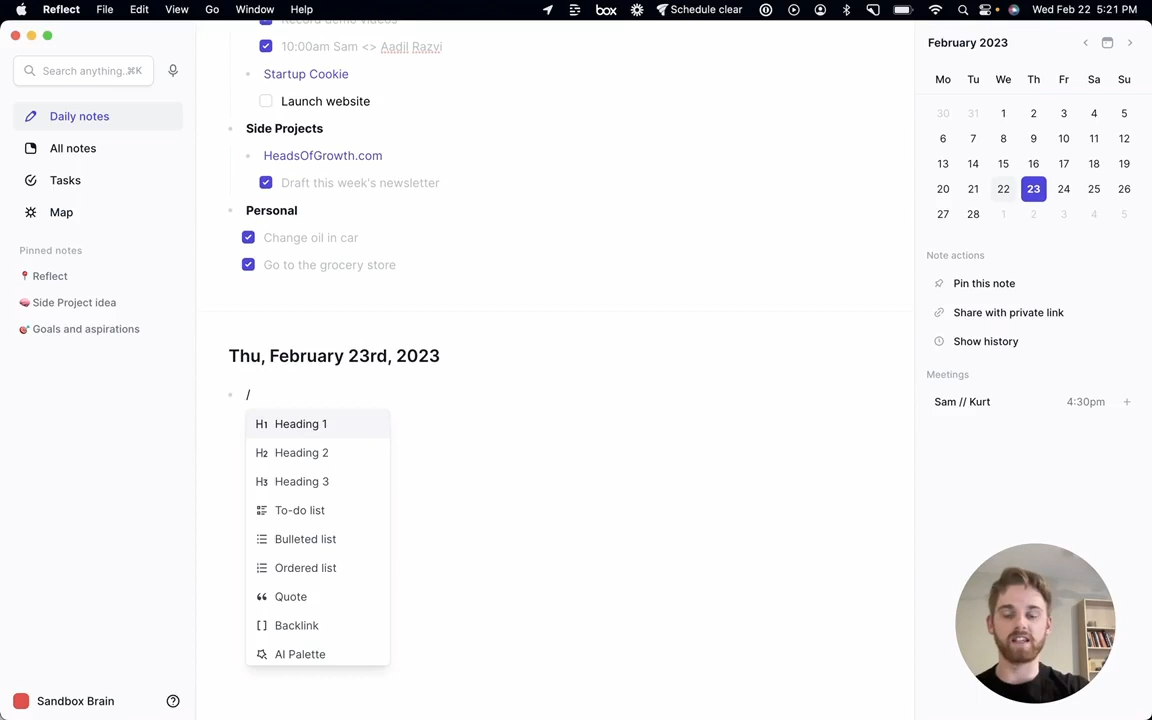 Reflect File Edit View Go Window Help box Schedule clear Wed Feb 22 5:21 PM
Search anything..⌘K
Daily notes
All notes
Tasks
Map
Pinned notes
📍 Reflect
🧠 Side Project idea
🎯 Goals and aspirations
Sandbox Brain
Record demo videos
10:00am Sam <> Aadil Razvi
Startup Cookie
Launch website
Side Projects
HeadsOfGrowth.com
Draft this week's newsletter
Personal
Change oil in car
Go to the grocery store
Thu, February 23rd, 2023
/
H1 Heading 1
H2 Heading 2
H3 Heading 3
To-do list
Bulleted list
Ordered list
Quote
Backlink
AI Palette
February 2023
Mo Tu We Th Fr Sa Su
30 31 1 2 3 4 5
6 7 8 9 10 11 12
13 14 15 16 17 18 19
20 21 22 23 24 25 26
27 28 1 2 3 4 5
Note actions
Pin this note
Share with private link
Show history
Meetings
Sam // Kurt 4:30pm +